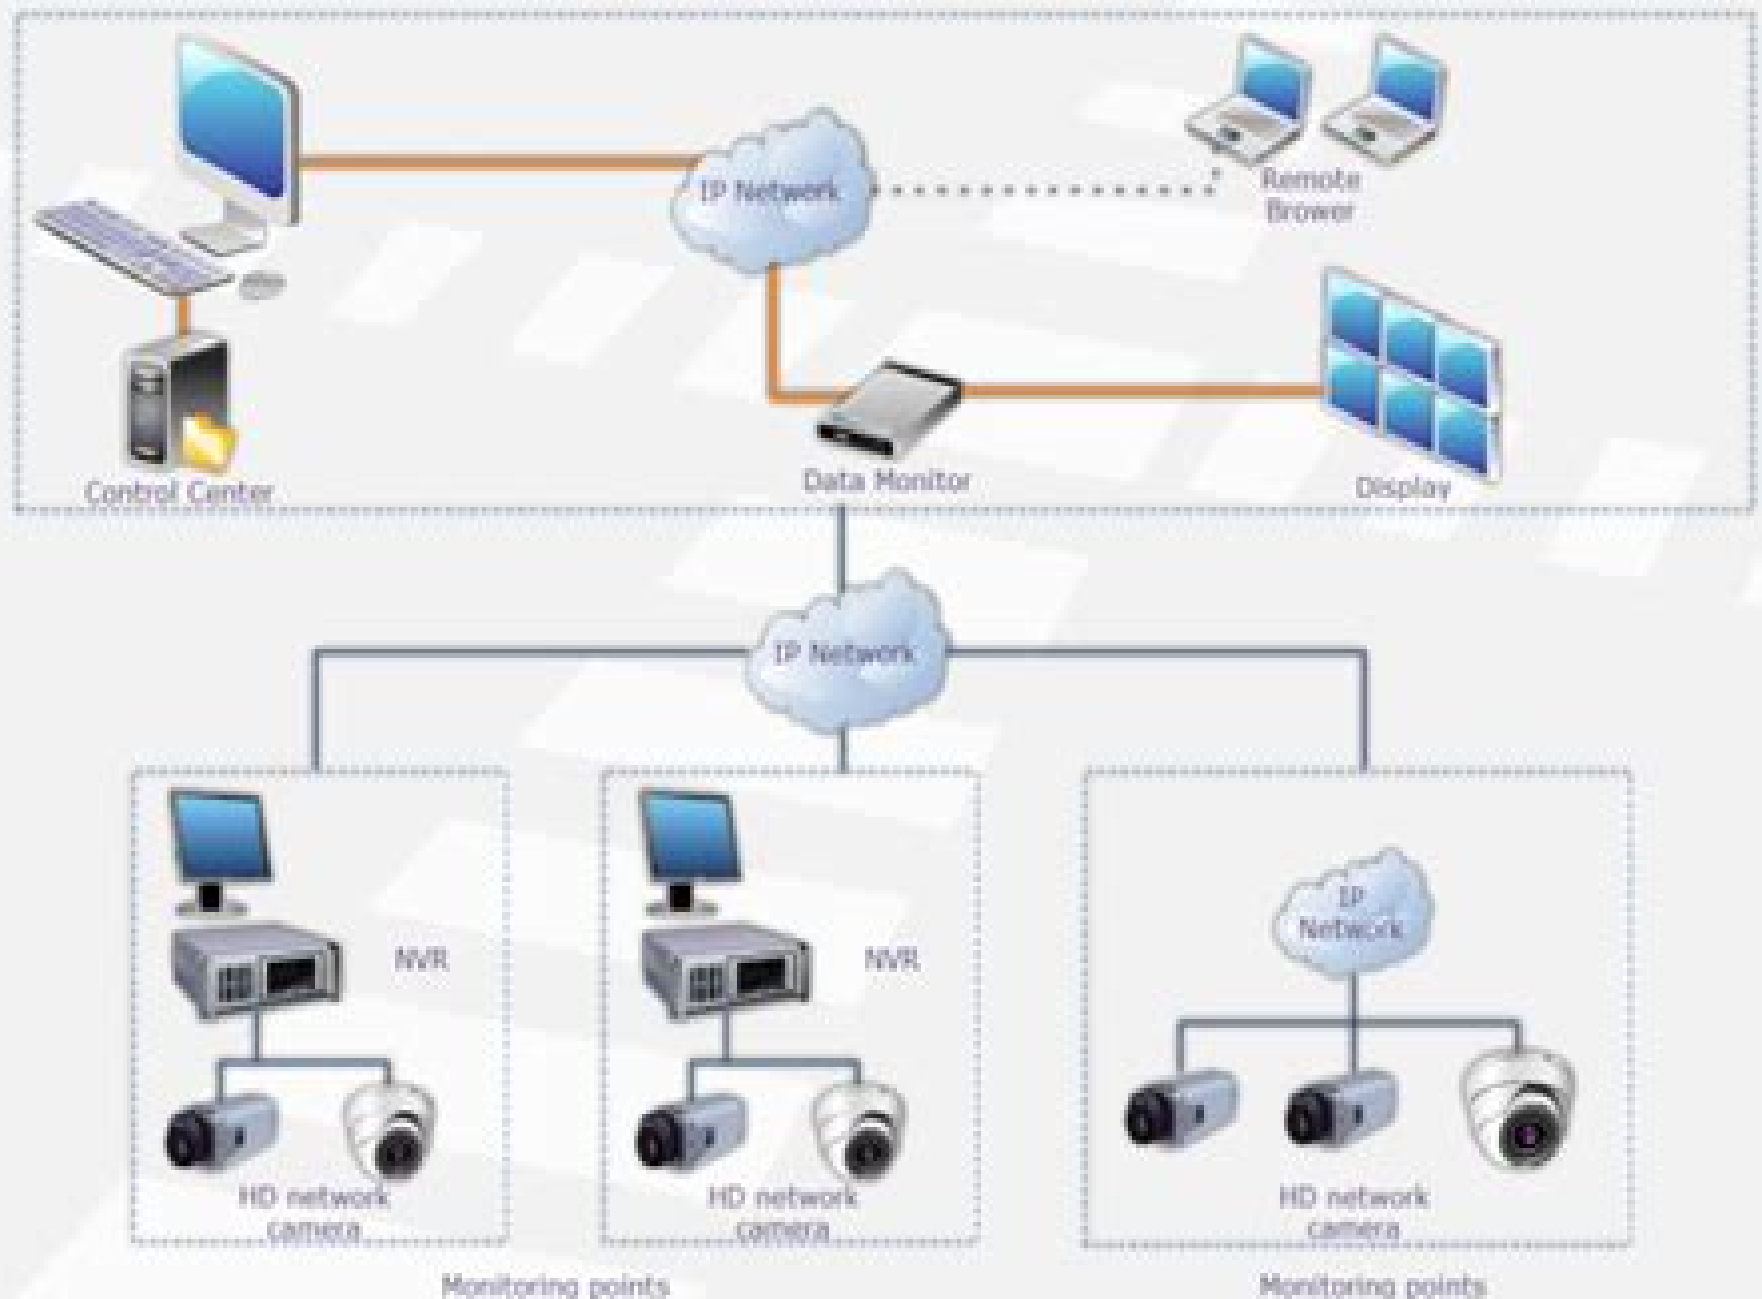 IP Network
Remote
Brower
Control Center
Data Monitor
Display
IP Network
NVR
NVR
IP
Network
HD network
camera
HD network
camera
HD network
camera
Monitoring points
Monitoring points